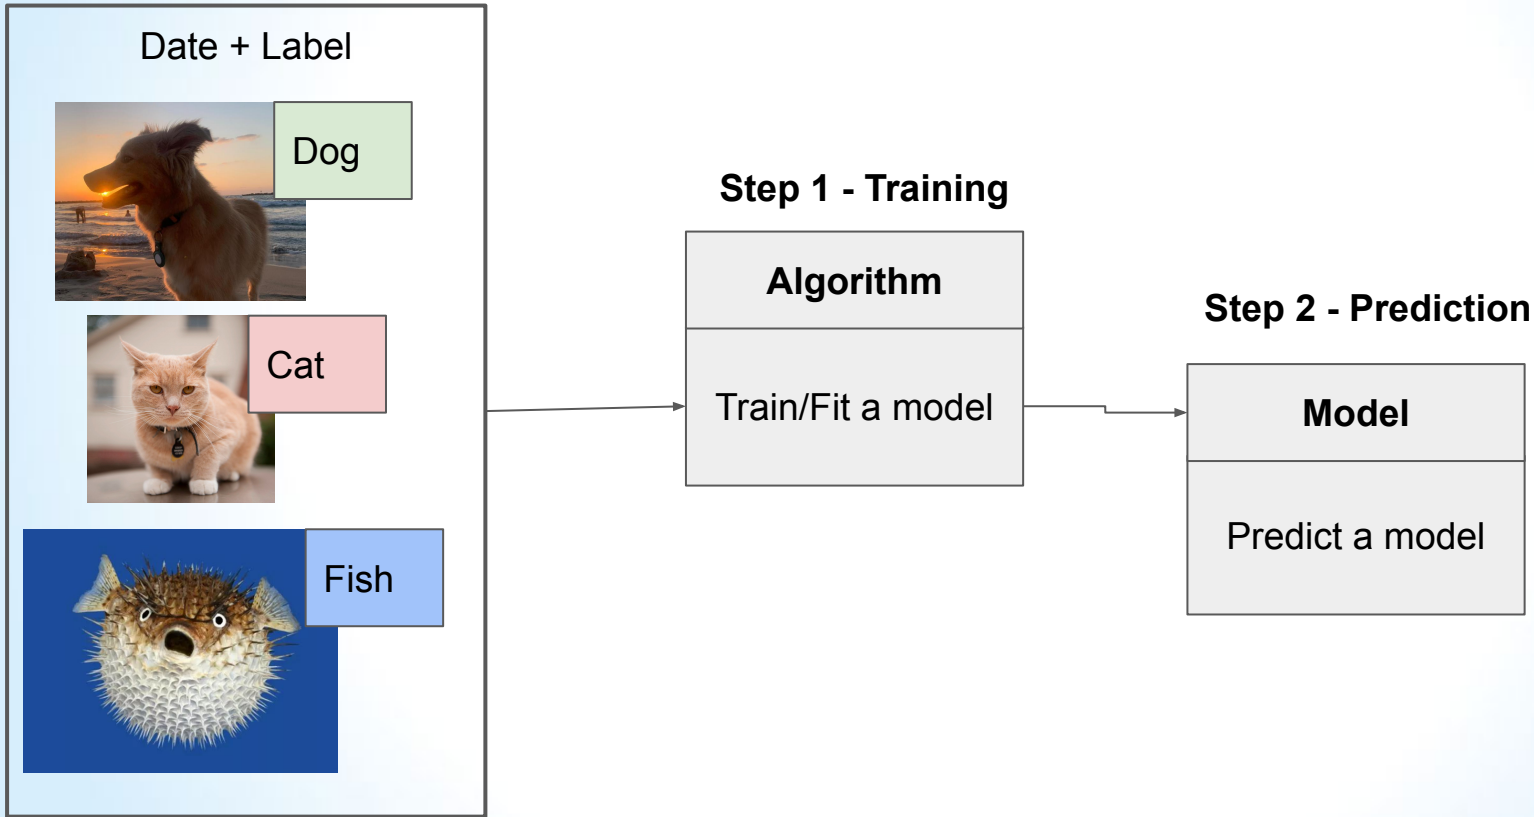 Date + Label
Dog
Cat
Fish
Step 1 - Training
Algorithm
Train/Fit a model
Step 2 - Prediction
Model
Predict a model